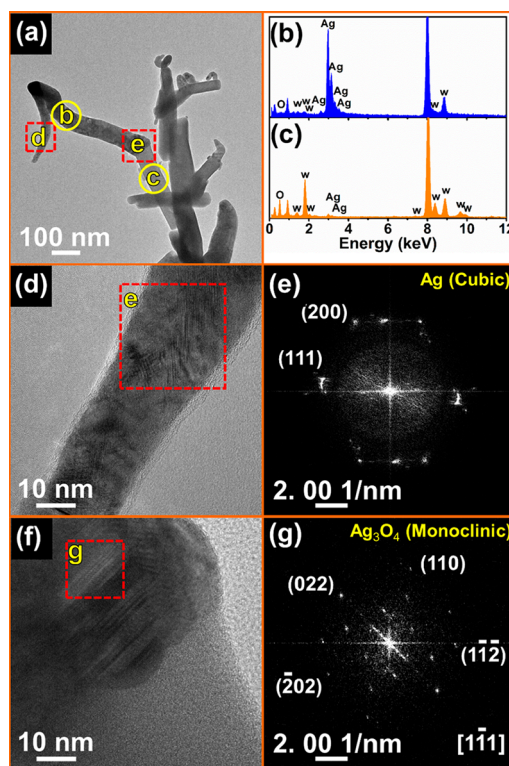 (a)
b
d
e
c
100 nm
(b)
Ag
Ag
O
w
w
w
Ag
Ag
Ag
w
w
(c)
O
w
w
w
Ag
Ag
w
w
w
w
0 2 4 6 8 10 12
Energy (keV)
(d)
e
10 nm
(e)
Ag (Cubic)
(200)
(111)
2. 00 1/nm
(f)
g
10 nm
(g)
Ag₃O₄ (Monoclinic)
(110)
(022)
(11̄2̄)
(2̄02)
2. 00 1/nm
[11̄1]